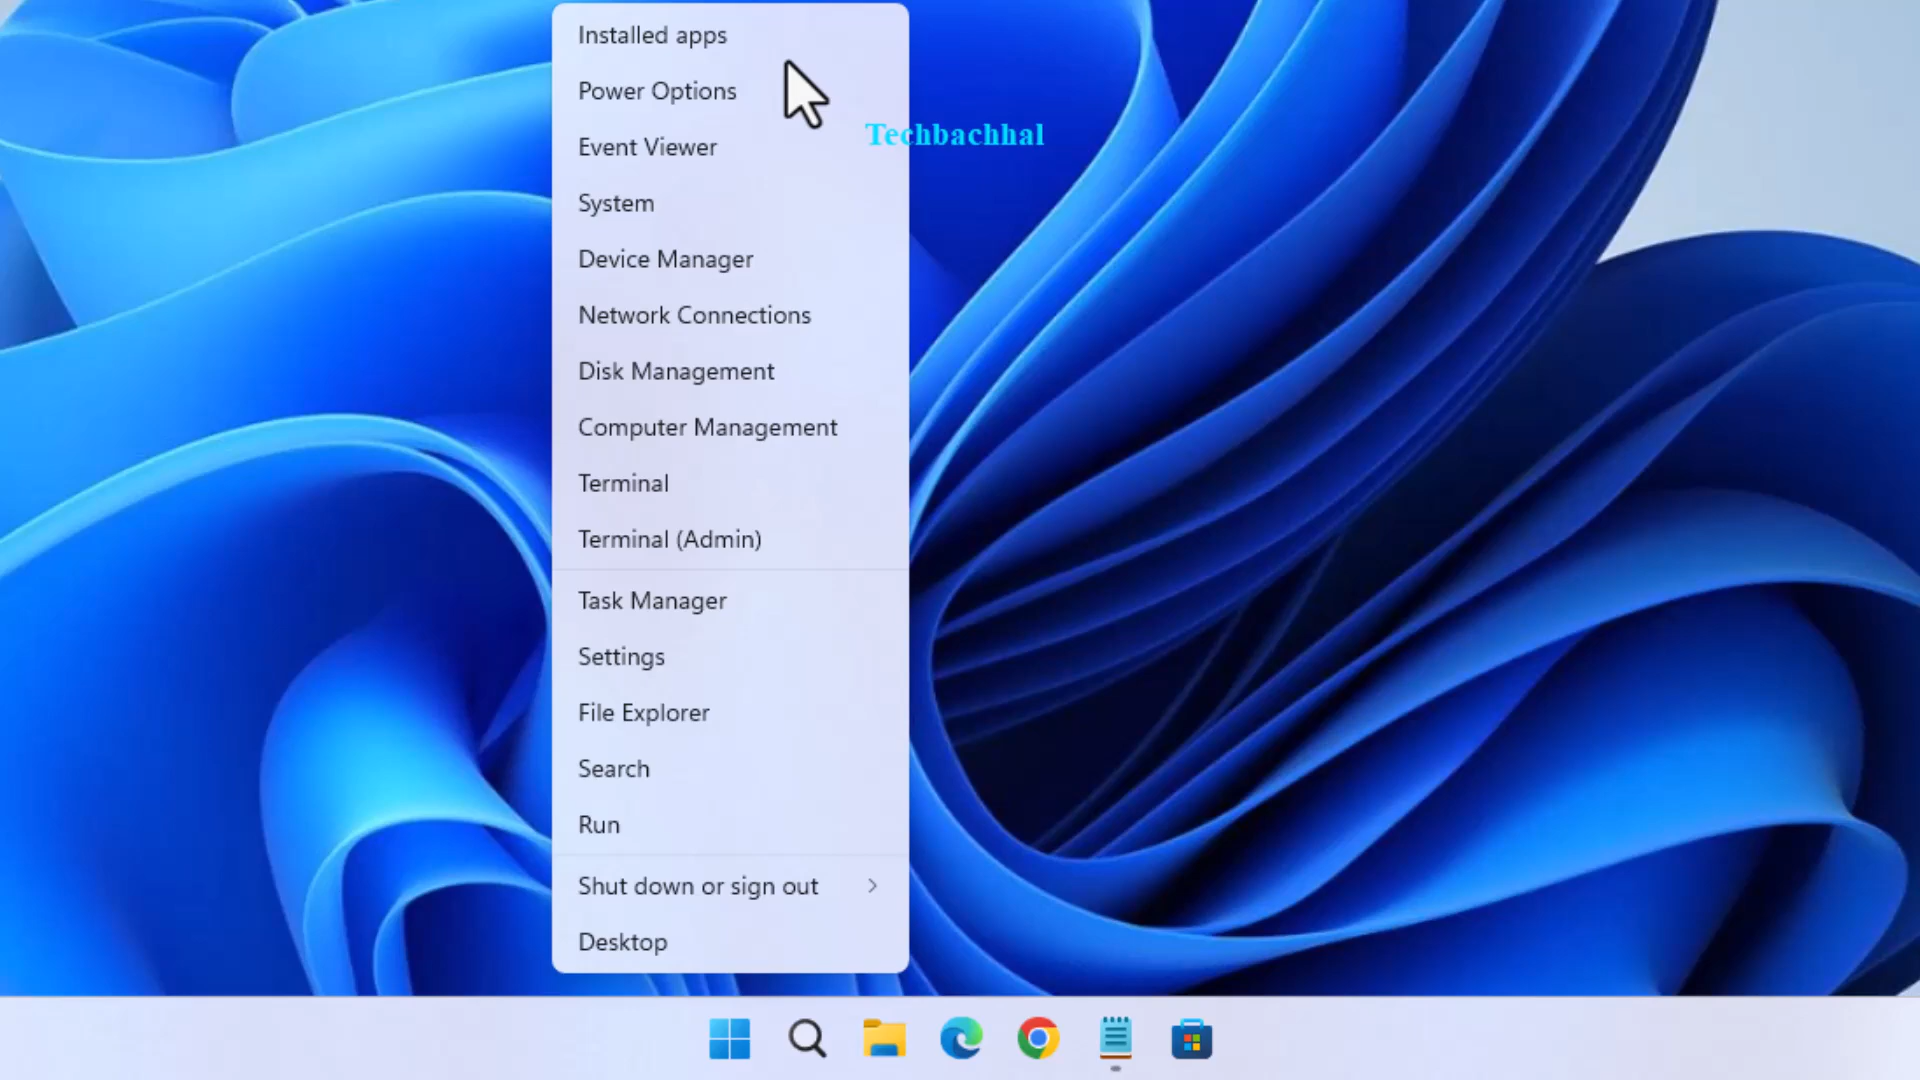 Installed apps
Power Options
Techbachhal
Event Viewer
System
Device Manager
Network Connections
Disk Management
Computer Management
Terminal
Terminal (Admin)
Task Manager
Settings
File Explorer
Search
Run
Shut down or sign out
Desktop